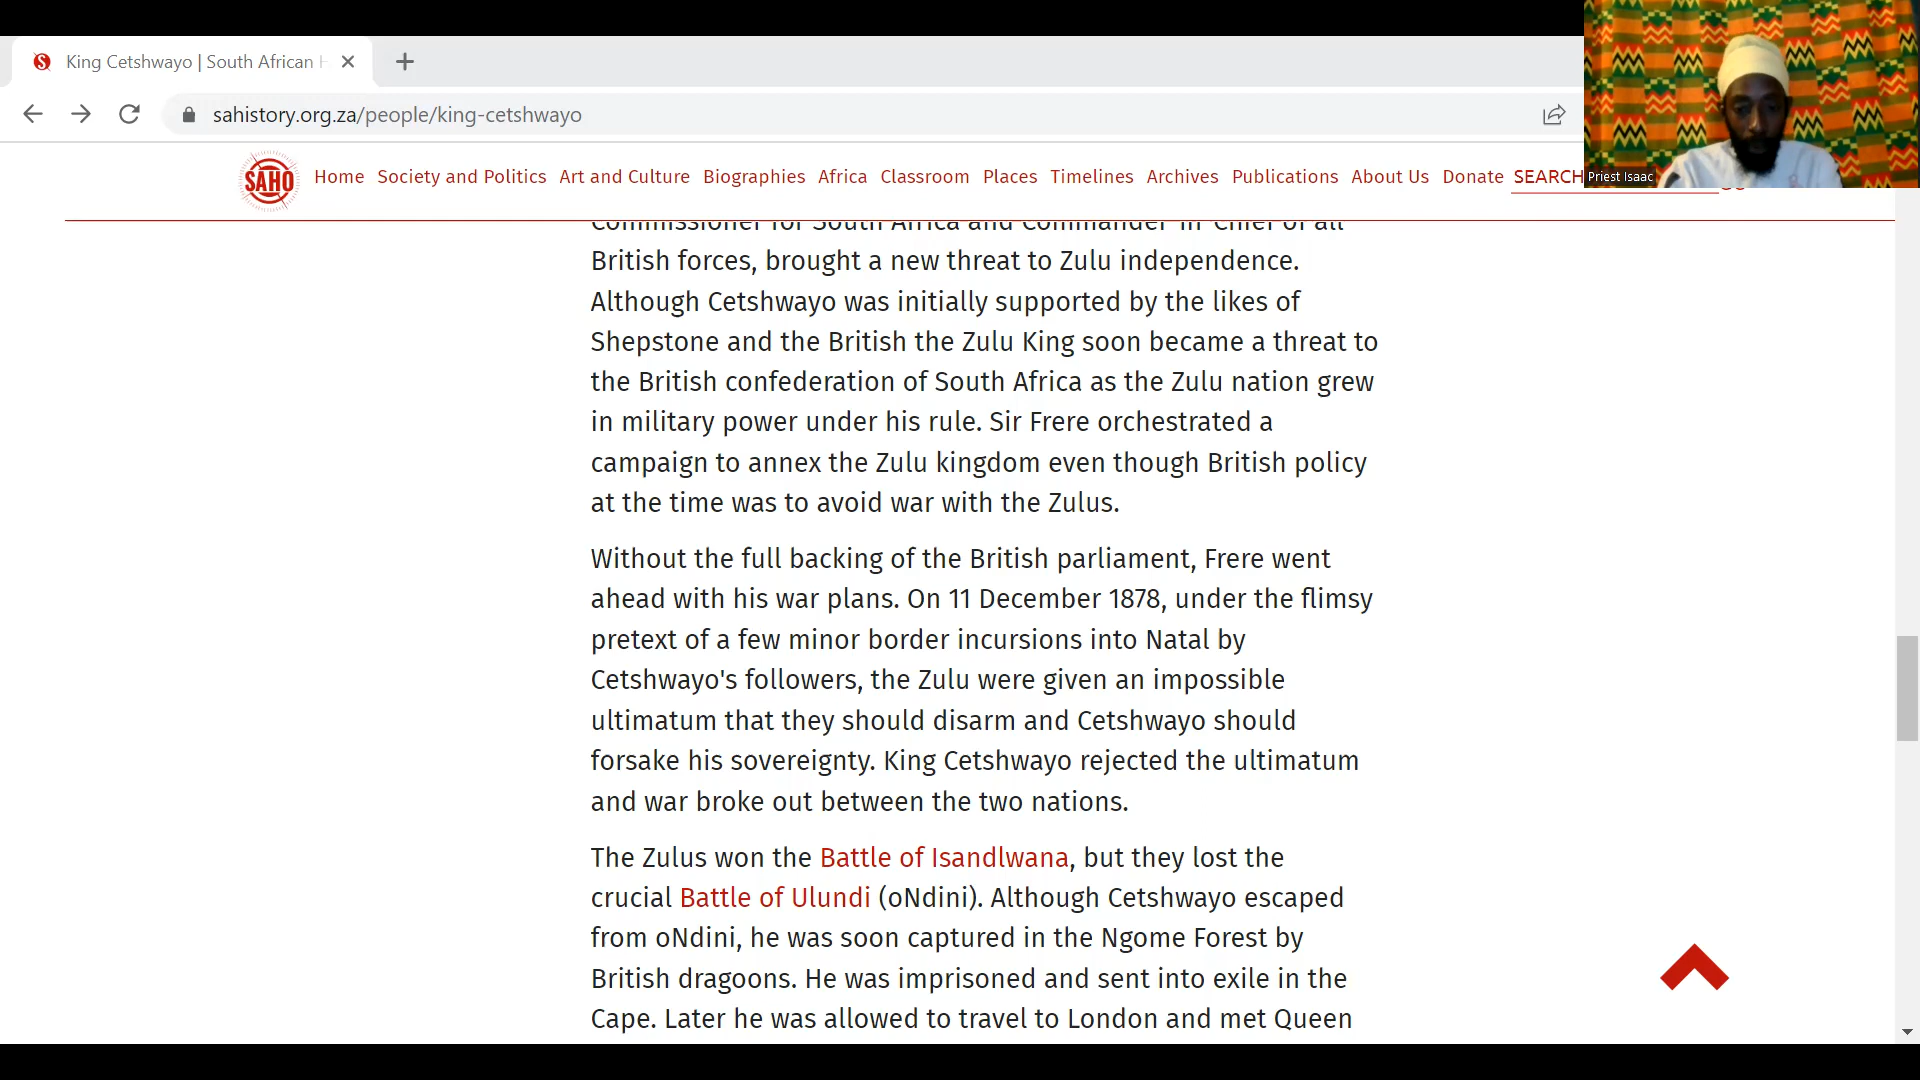 King Cetshwayo | South African H
sahistory.org.za/people/king-cetshwayo
SAHO
Home Society and Politics Art and Culture Biographies Africa Classroom Places Timelines Archives Publications About Us Donate SEARCH
Priest Isaac
Commissioner for South Africa and Commander in Chief of all
British forces, brought a new threat to Zulu independence.
Although Cetshwayo was initially supported by the likes of
Shepstone and the British the Zulu King soon became a threat to
the British confederation of South Africa as the Zulu nation grew
in military power under his rule. Sir Frere orchestrated a
campaign to annex the Zulu kingdom even though British policy
at the time was to avoid war with the Zulus.
Without the full backing of the British parliament, Frere went
ahead with his war plans. On 11 December 1878, under the flimsy
pretext of a few minor border incursions into Natal by
Cetshwayo's followers, the Zulu were given an impossible
ultimatum that they should disarm and Cetshwayo should
forsake his sovereignty. King Cetshwayo rejected the ultimatum
and war broke out between the two nations.
The Zulus won the Battle of Isandlwana, but they lost the
crucial Battle of Ulundi (oNdini). Although Cetshwayo escaped
from oNdini, he was soon captured in the Ngome Forest by
British dragoons. He was imprisoned and sent into exile in the
Cape. Later he was allowed to travel to London and met Queen